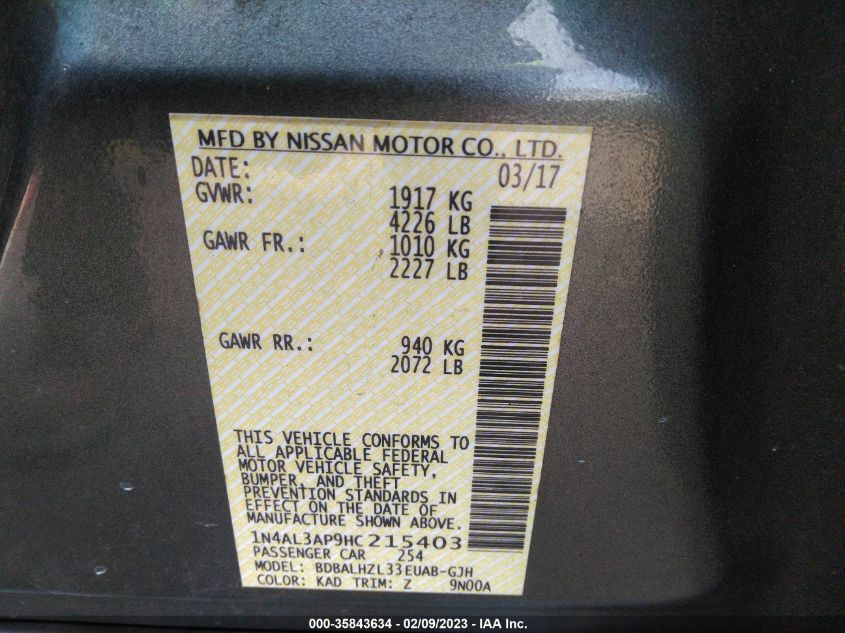 MFD BY NISSAN MOTOR CO., LTD.
DATE: 03/17
GVWR: 1917 KG
4226 LB
GAWR FR.: 1010 KG
2227 LB
GAWR RR.: 940 KG
2072 LB
THIS VEHICLE CONFORMS TO
ALL APPLICABLE FEDERAL
MOTOR VEHICLE SAFETY,
BUMPER, AND THEFT
PREVENTION STANDARDS IN
EFFECT ON THE DATE OF
MANUFACTURE SHOWN ABOVE.
1N4AL3AP9HC215403
PASSENGER CAR 254
MODEL: BDBALHZL33EUAB-GJH
COLOR: KAD TRIM: Z 9N00A
000-35843634 - 02/09/2023 - IAA Inc.